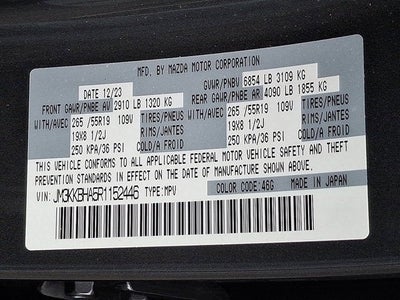 MFD. BY MAZDA MOTOR CORPORATION
DATE 12/23 GVWR/PNBV 6854 LB 3109 KG
FRONT GAWR/PNBE AV 2910 LB 1320 KG REAR GAWR/PNBE AR 4090 LB 1855 KG
WITH/AVEC 265 /55R19 109W TIRES/PNEUS WITH/AVEC 265 /55R19 109W TIRES/PNEUS
19X8 1/2J RIMS/JANTES 19X8 1/2J RIMS/JANTES
250 KPA/36 PSI COLD/A FROID 250 KPA/36 PSI COLD/A FROID
THIS VEHICLE CONFORMS TO ALL APPLICABLE FEDERAL MOTOR VEHICLE SAFETY AND THEFT
PREVENTION STANDARDS IN EFFECT ON THE DATE OF MANUFACTURE SHOWN ABOVE.
VIN: JM3KKBHA5R1152446 TYPE:MPV COLOR CODE:46G MADE IN JAPAN